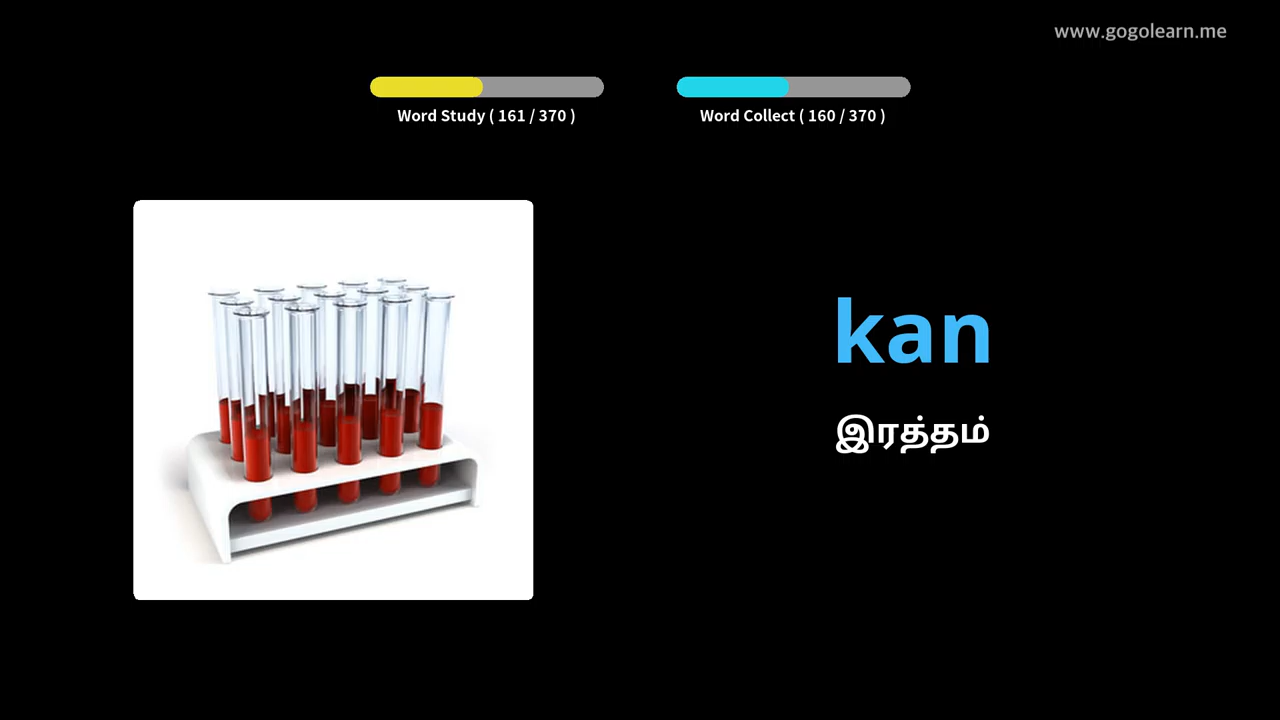 www.gogolearn.me
Word Study ( 161 / 370 )
Word Collect ( 160 / 370 )
kan
இரத்தம்